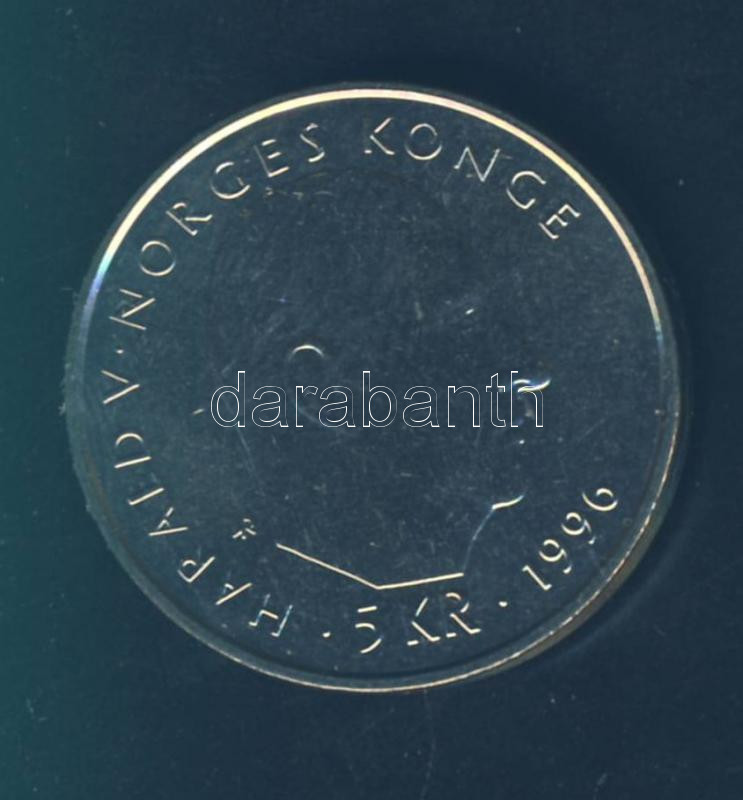 HARALD V · NORGES KONGE
· 5 KR · 1996
darabanth